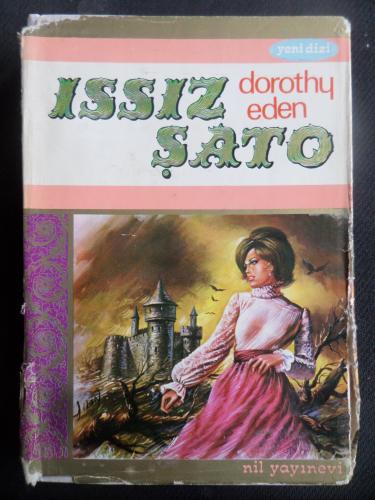 yeni dizi
ISSIZ
dorothy
eden
ŞATO
nil yayınevi